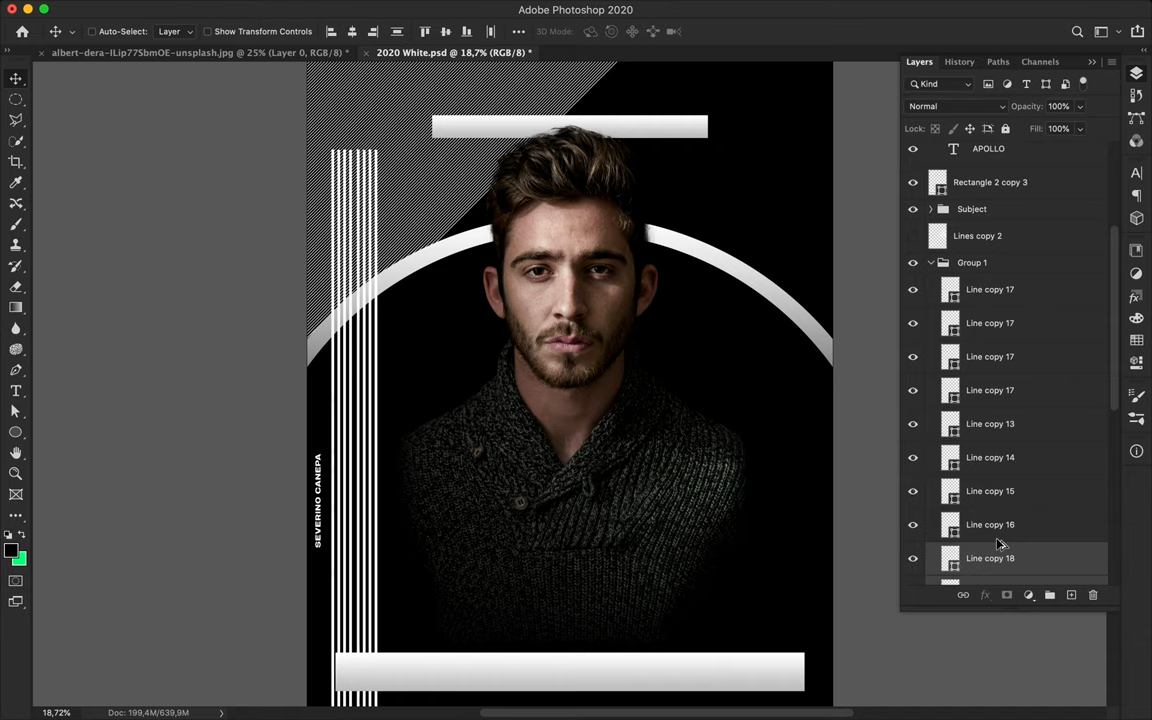 Adobe Photoshop 2020
Auto-Select: Layer Show Transform Controls 3D Mode:
albert-dera-ILip77SbmOE-unsplash.jpg @ 25% (Layer 0, RGB/8) *
2020 White.psd @ 18,7% (RGB/8) *
Layers History Paths Channels
Kind
Normal Opacity: 100%
Lock: Fill: 100%
APOLLO
Rectangle 2 copy 3
Subject
Lines copy 2
Group 1
Line copy 17
Line copy 17
Line copy 17
Line copy 17
Line copy 13
Line copy 14
Line copy 15
Line copy 16
Line copy 18
SEVERINO CANEPA
18,72% Doc: 199,4M/639,9M